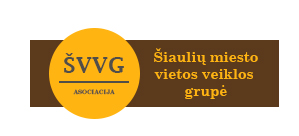 ŠVVG
ASOCIACIJA
Šiaulių miesto
vietos veiklos
grupė